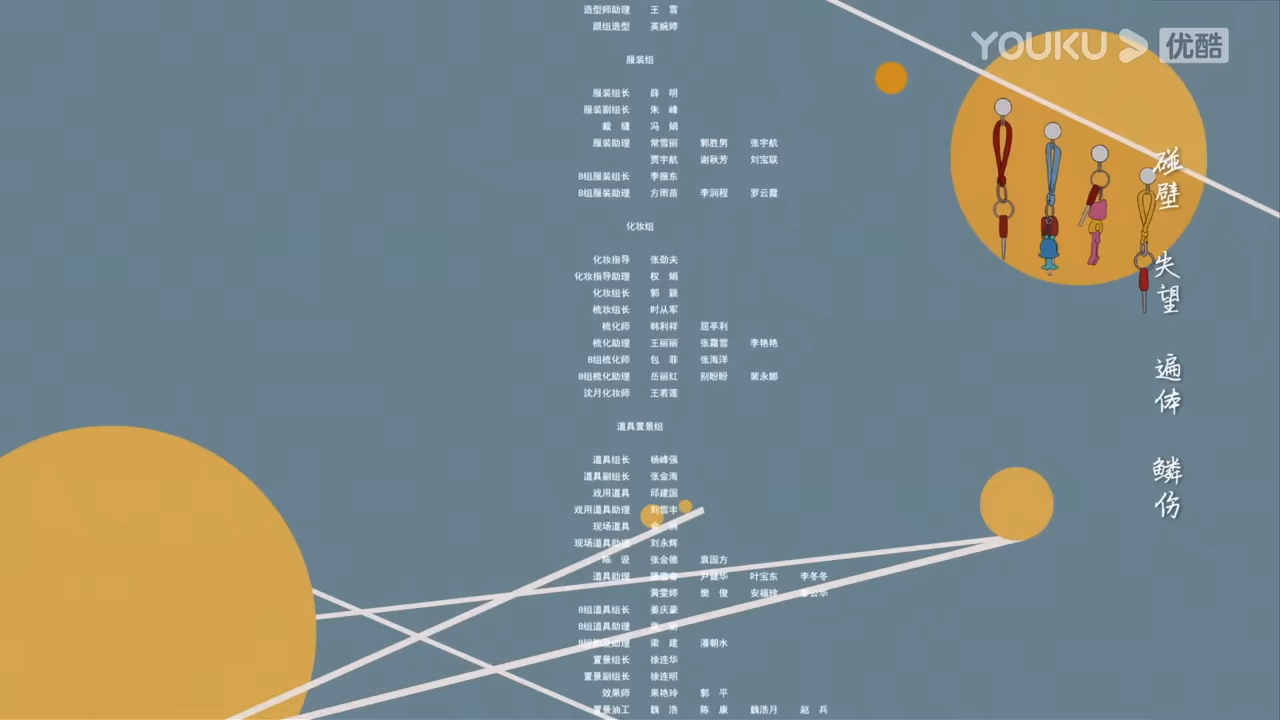 造型师助理 王 雪
跟组造型 英婉婷
服装组
服装组长 薛 明
服装副组长 朱 峰
裁 缝 冯 娟
服装助理 常雪丽 郭胜男 张宇航
贾宇航 谢秋芳 刘宝联
B组服装组长 李振东
B组服装助理 方雨苗 李润程 罗云霞
化妆组
化妆指导 张劲夫
化妆指导助理 权 娟
化妆组长 郭 颖
梳妆组长 时从军
梳化师 韩利样 屈亭利
梳化助理 王丽丽 张霜雪 李艳艳
B组梳化师 包 菲 张海洋
B组梳化助理 岳丽红 别盼盼 裴永娜
沈月化妆师 王若莲
道具置景组
道具组长 杨峰强
道具副组长 张金海
戏用道具 邱建国
戏用道具助理 刘雪丰
现场道具
现场道具助理 刘永辉
陈 设 张金德 袁国方
道具助理 叶宝东 李冬冬
黄雯婷 樊 俊 安福珍
B组道具组长 姜庆豪
B组道具助理
梁 建 潘朝水
置景组长 徐连华
置景副组长 徐连明
效果师 果艳玲 郭 平
置景油工 魏 浩 陈 康 魏浩月 赵 兵
YOUKU 优酷
碰壁 失望 遍体 鳞伤